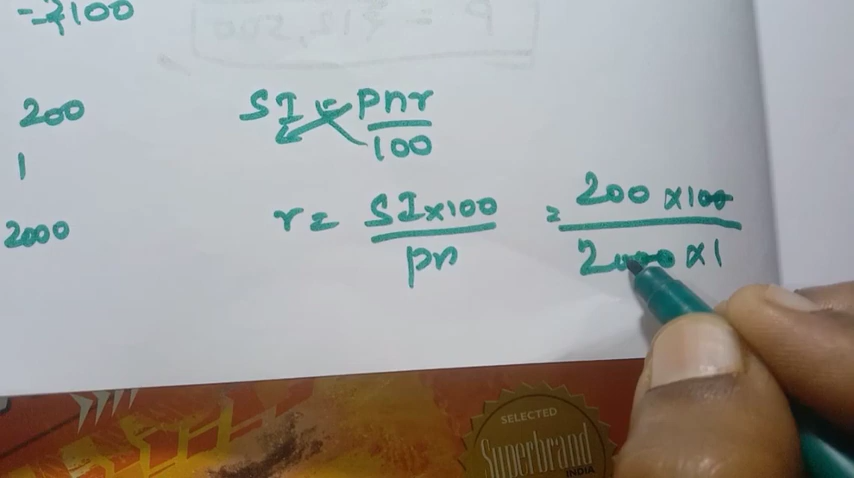 = ₹100
200
SI = pnr
100
1
r = SI×100 = 200 ×100
pn 2000 ×1
2000
SELECTED
Superbrand
INDIA